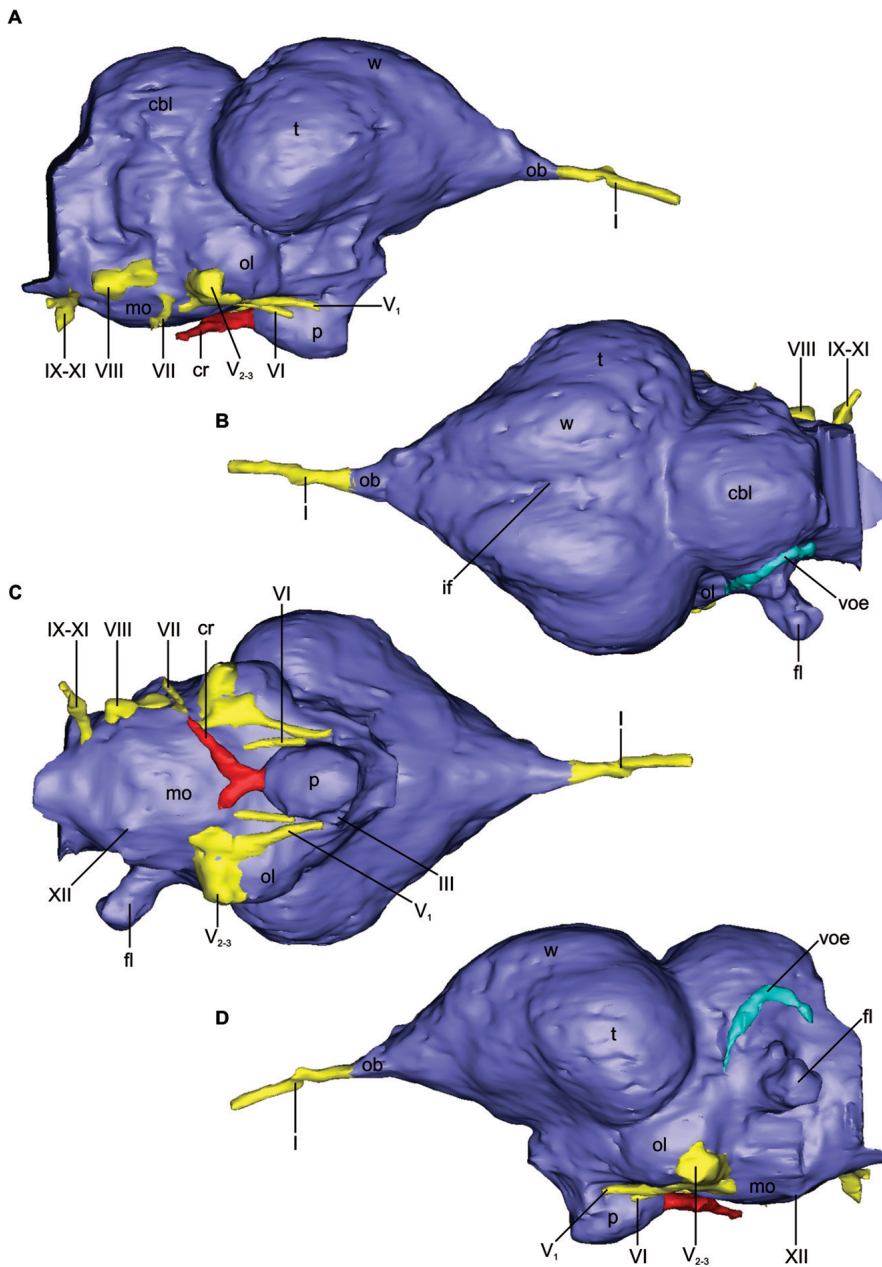 A
w
cbl
t
ob
I
ol
V1
mo
p
IX-XI VIII VII cr V2-3 VI
t
VIII IX-XI
B
w
ob
cbl
I
if
ol voe
C
VI
fl
IX-XI VIII VII cr
I
mo p
ol
XII
III
V1
V2-3
fl
voe
w
D
fl
t
ob
I
ol
mo
p
V1 VI V2-3 XII